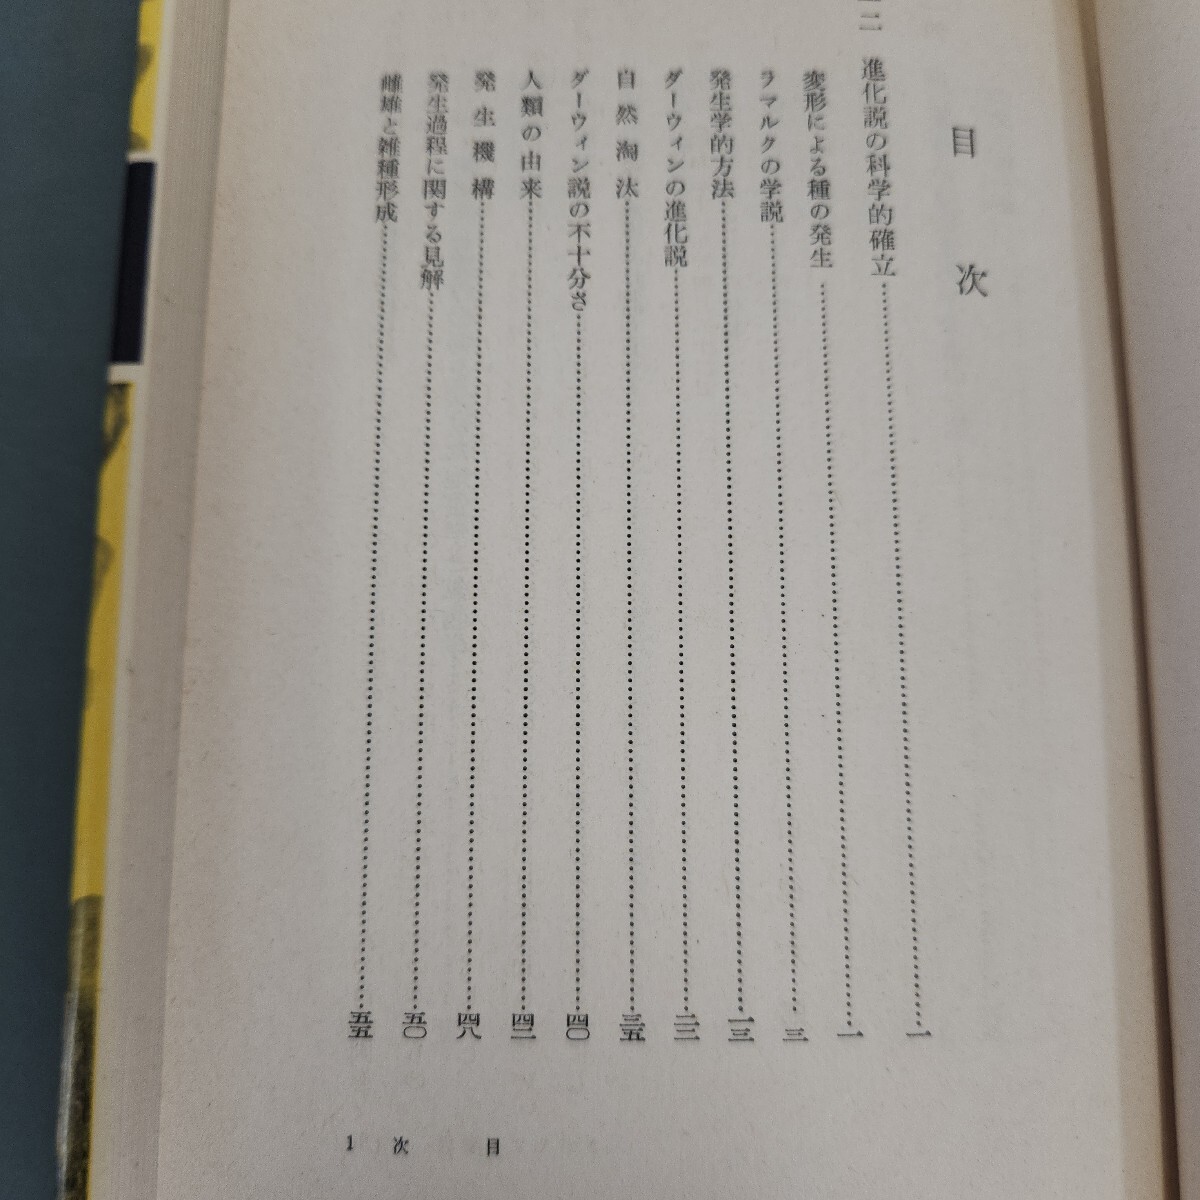 目次
二 進化説の科学的確立……一
変形による種の発生……一
ラマルクの学説……三
発生学的方法……一三
ダーウィンの進化説……二三
自然淘汰……三五
ダーウィン説の不十分さ……四〇
人類の由来……四二
発生機構……四八
発生過程に関する見解……五〇
雌雄と雑種形成……五五
1 次 目